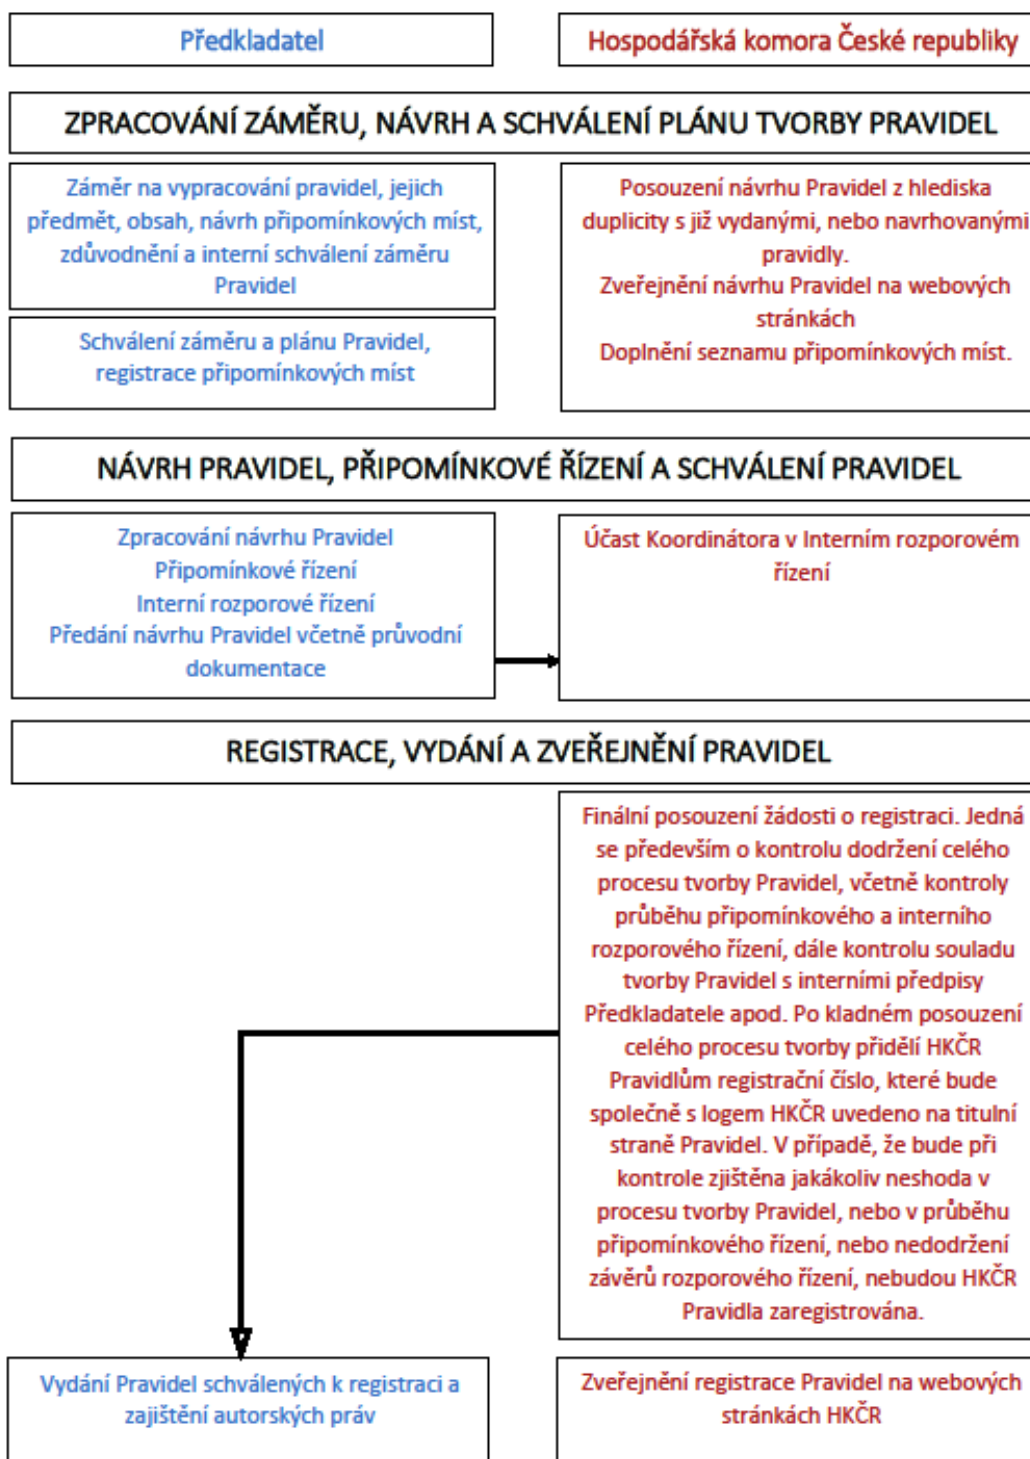 Předkladatel
Hospodářská komora České republiky
ZPRACOVÁNÍ ZÁMĚRU, NÁVRH A SCHVÁLENÍ PLÁNU TVORBY PRAVIDEL
Záměr na vypracování pravidel, jejich
předmět, obsah, návrh připomínkových míst,
zdůvodnění a interní schválení záměru
Pravidel
Schválení záměru a plánu Pravidel,
registrace připomínkových míst
Posouzení návrhu Pravidel z hlediska
duplicity s již vydanými, nebo navrhovanými
pravidly.
Zveřejnění návrhu Pravidel na webových
stránkách
Doplnění seznamu připomínkových míst.
NÁVRH PRAVIDEL, PŘIPOMÍNKOVÉ ŘÍZENÍ A SCHVÁLENÍ PRAVIDEL
Zpracování návrhu Pravidel
Připomínkové řízení
Interní rozporové řízení
Předání návrhu Pravidel včetně průvodní
dokumentace
Účast Koordinátora v Interním rozporovém
řízení
REGISTRACE, VYDÁNÍ A ZVEŘEJNĚNÍ PRAVIDEL
Finální posouzení žádosti o registraci. Jedná
se především o kontrolu dodržení celého
procesu tvorby Pravidel, včetně kontroly
průběhu připomínkového a interního
rozporového řízení, dále kontrolu souladu
tvorby Pravidel s interními předpisy
Předkladatele apod. Po kladném posouzení
celého procesu tvorby přidělí HKČR
Pravidlům registrační číslo, které bude
společně s logem HKČR uvedeno na titulní
straně Pravidel. V případě, že bude při
kontrole zjištěna jakákoliv neshoda v
procesu tvorby Pravidel, nebo v průběhu
připomínkového řízení, nebo nedodržení
závěrů rozporového řízení, nebudou HKČR
Pravidla zaregistrována.
Vydání Pravidel schválených k registraci a
zajištění autorských práv
Zveřejnění registrace Pravidel na webových
stránkách HKČR